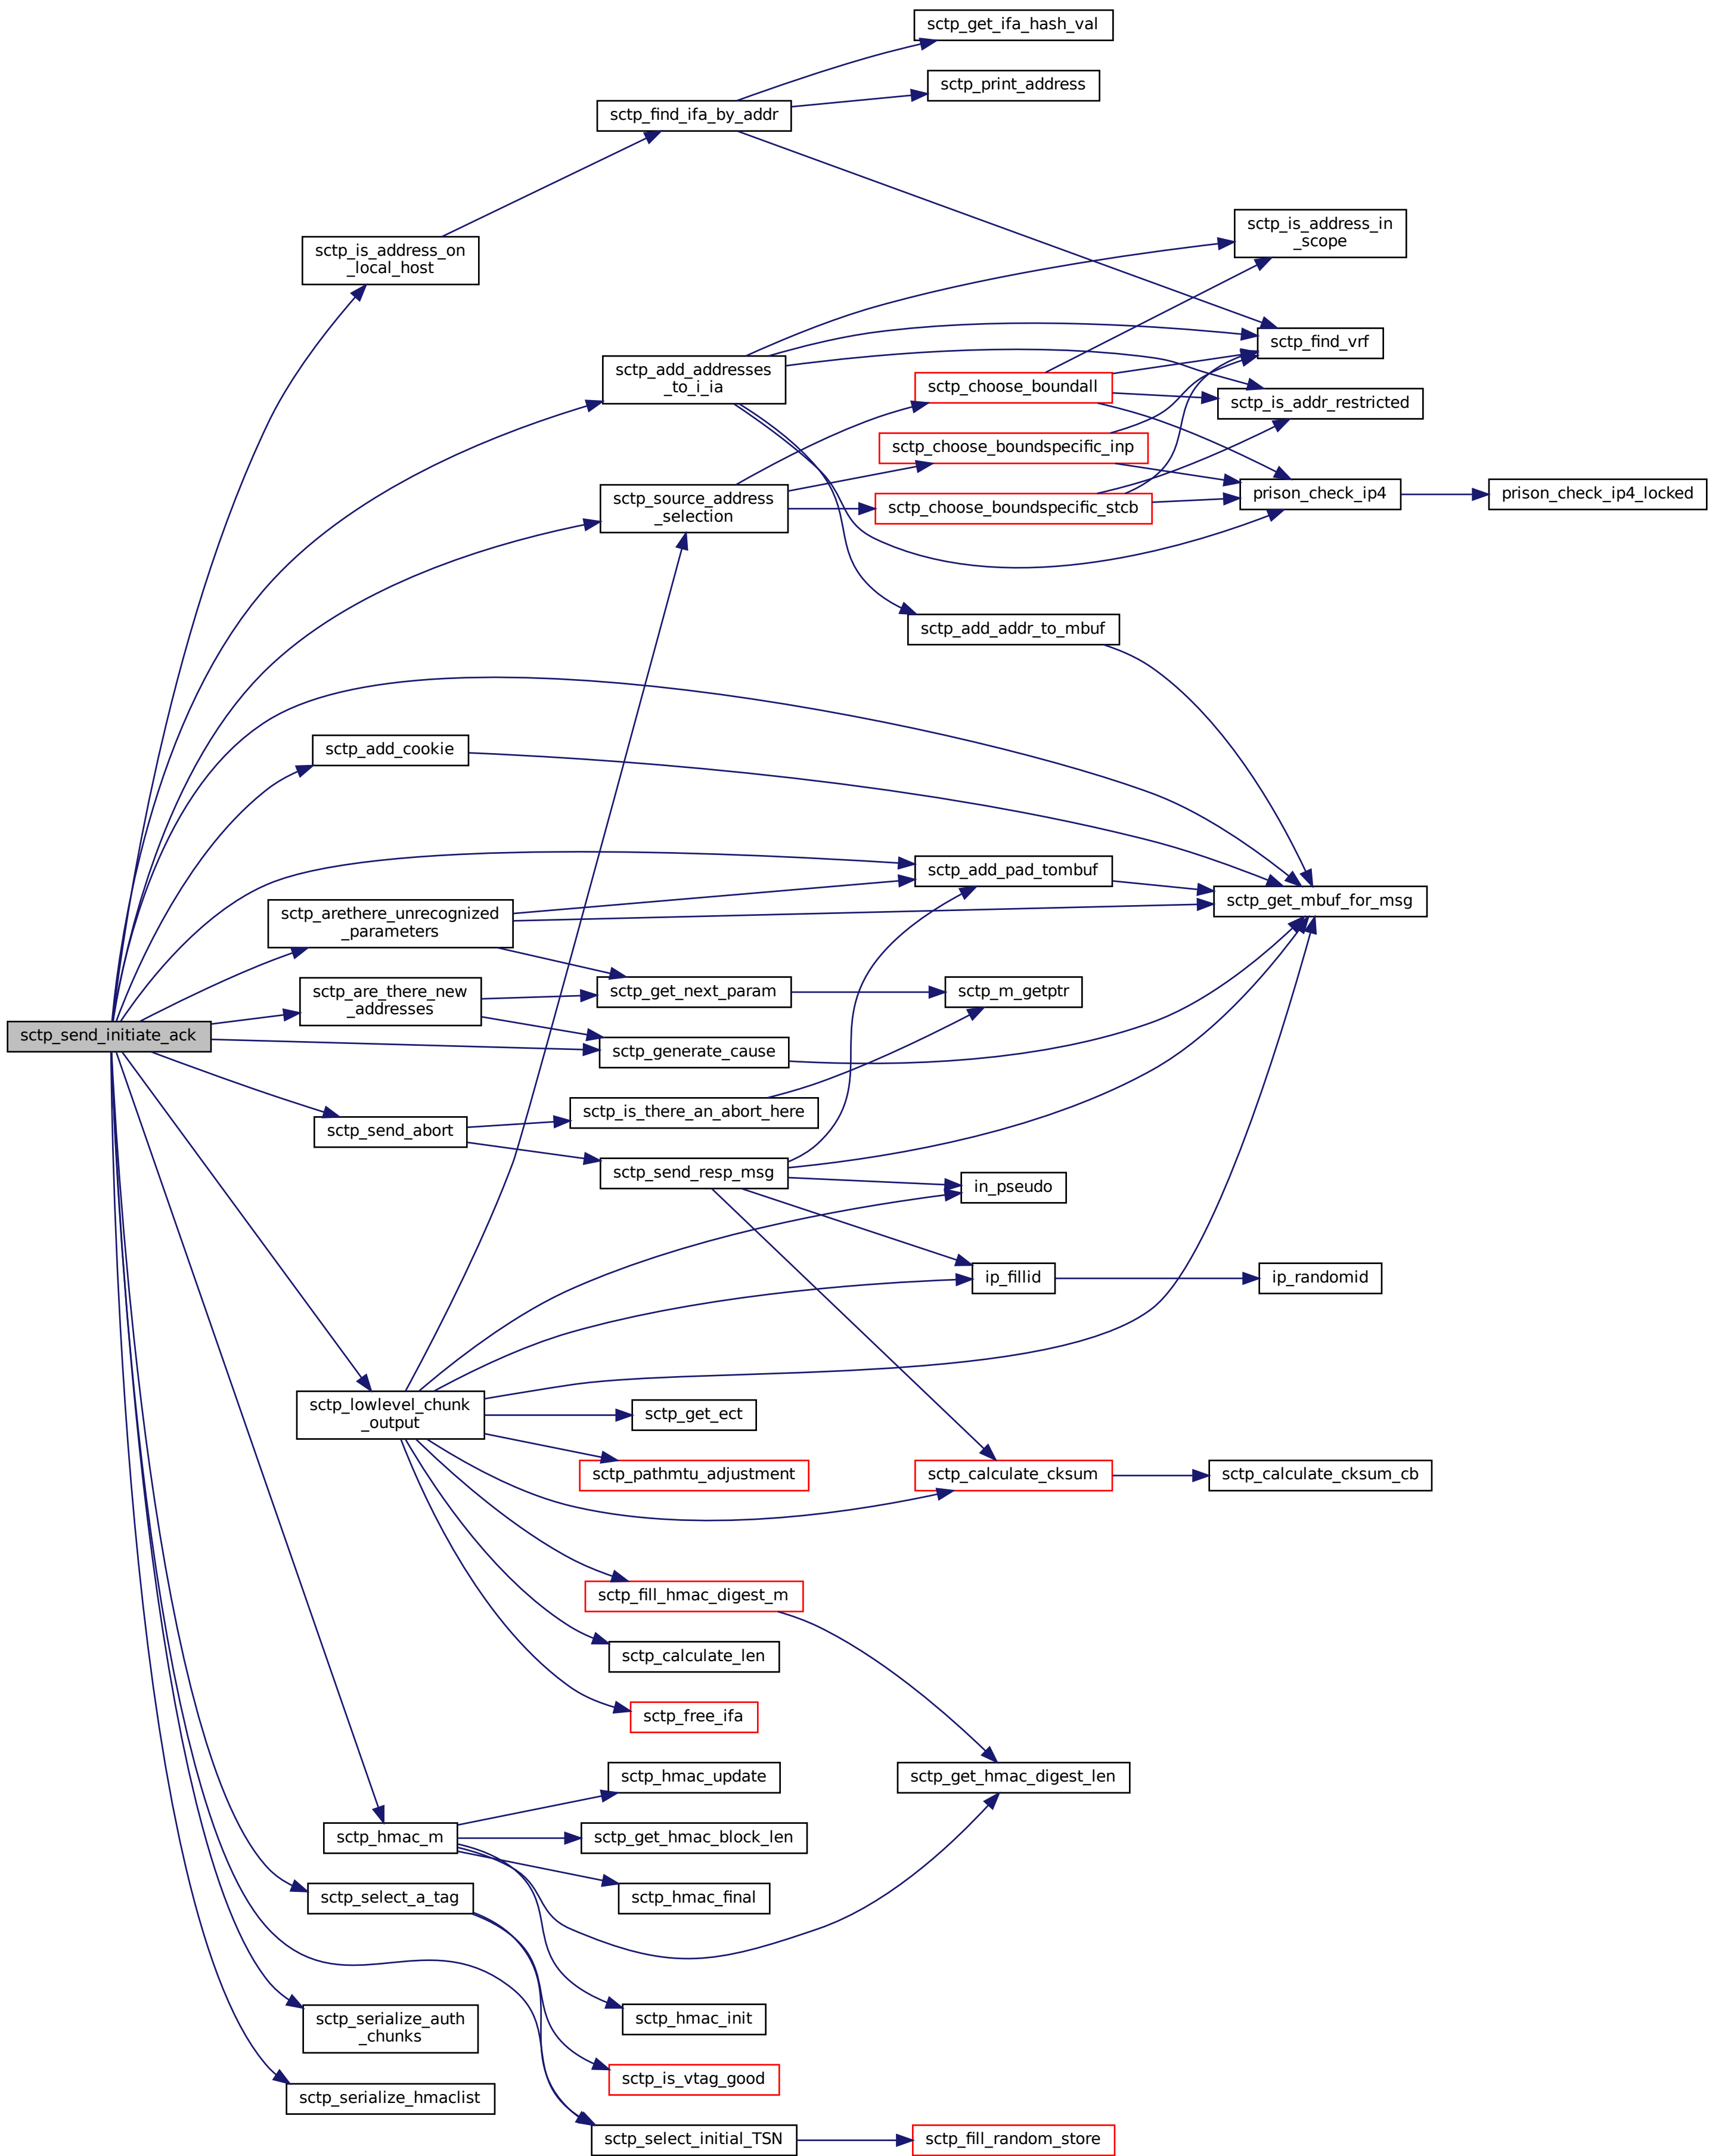 sctp_get_ifa_hash_val
sctp_print_address
sctp_find_ifa_by_addr
sctp_is_address_in
_scope
sctp_is_address_on
_local_host
sctp_find_vrf
sctp_add_addresses
_to_i_ia
sctp_choose_boundall
sctp_is_addr_restricted
sctp_choose_boundspecific_inp
sctp_source_address
_selection
sctp_choose_boundspecific_stcb
prison_check_ip4
prison_check_ip4_locked
sctp_add_addr_to_mbuf
sctp_add_cookie
sctp_add_pad_tombuf
sctp_get_mbuf_for_msg
sctp_arethere_unrecognized
_parameters
sctp_are_there_new
_addresses
sctp_get_next_param
sctp_m_getptr
sctp_send_initiate_ack
sctp_generate_cause
sctp_is_there_an_abort_here
sctp_send_abort
sctp_send_resp_msg
in_pseudo
ip_fillid
ip_randomid
sctp_lowlevel_chunk
_output
sctp_get_ect
sctp_pathmtu_adjustment
sctp_calculate_cksum
sctp_calculate_cksum_cb
sctp_fill_hmac_digest_m
sctp_calculate_len
sctp_free_ifa
sctp_hmac_update
sctp_get_hmac_digest_len
sctp_hmac_m
sctp_get_hmac_block_len
sctp_select_a_tag
sctp_hmac_final
sctp_serialize_auth
_chunks
sctp_hmac_init
sctp_is_vtag_good
sctp_serialize_hmaclist
sctp_select_initial_TSN
sctp_fill_random_store